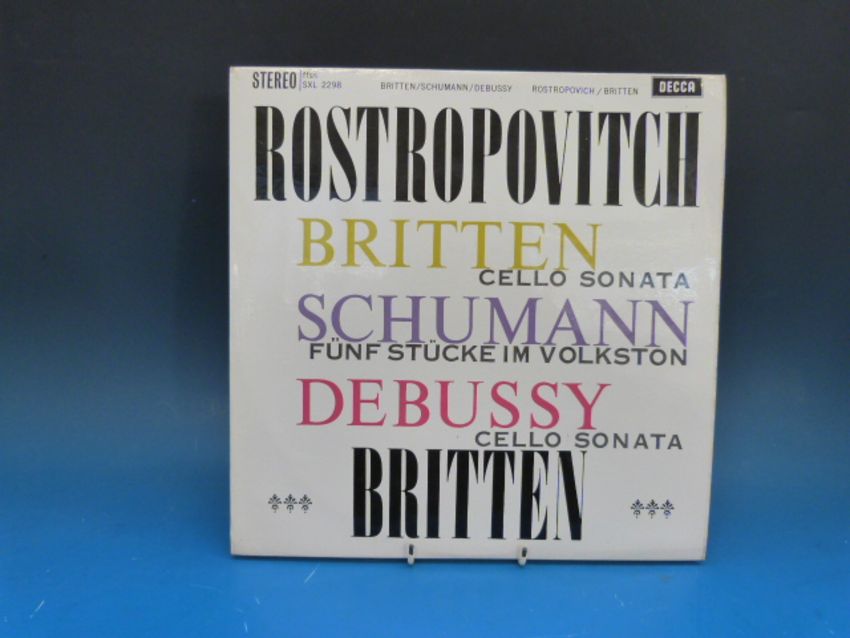 STEREO ffss SXL 2298 BRITTEN/SCHUMANN/DEBUSSY ROSTROPOVICH / BRITTEN DECCA
ROSTROPOVITCH
BRITTEN
CELLO SONATA
SCHUMANN
FÜNF STÜCKE IM VOLKSTON
DEBUSSY
CELLO SONATA
BRITTEN